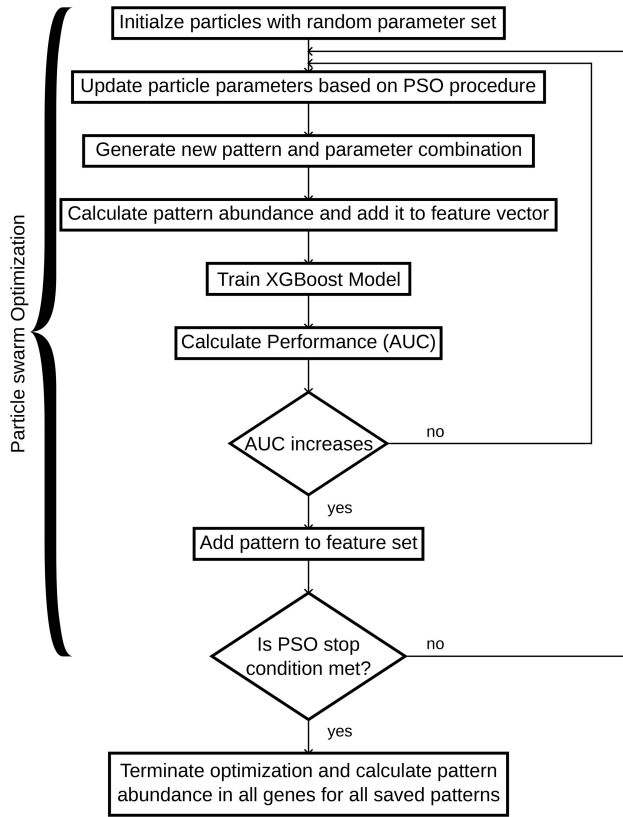 Initialze particles with random parameter set
Update particle parameters based on PSO procedure
Generate new pattern and parameter combination
Calculate pattern abundance and add it to feature vector
Train XGBoost Model
Calculate Performance (AUC)
Particle swarm Optimization
AUC increases
no
yes
Add pattern to feature set
Is PSO stop
condition met?
no
yes
Terminate optimization and calculate pattern
abundance in all genes for all saved patterns